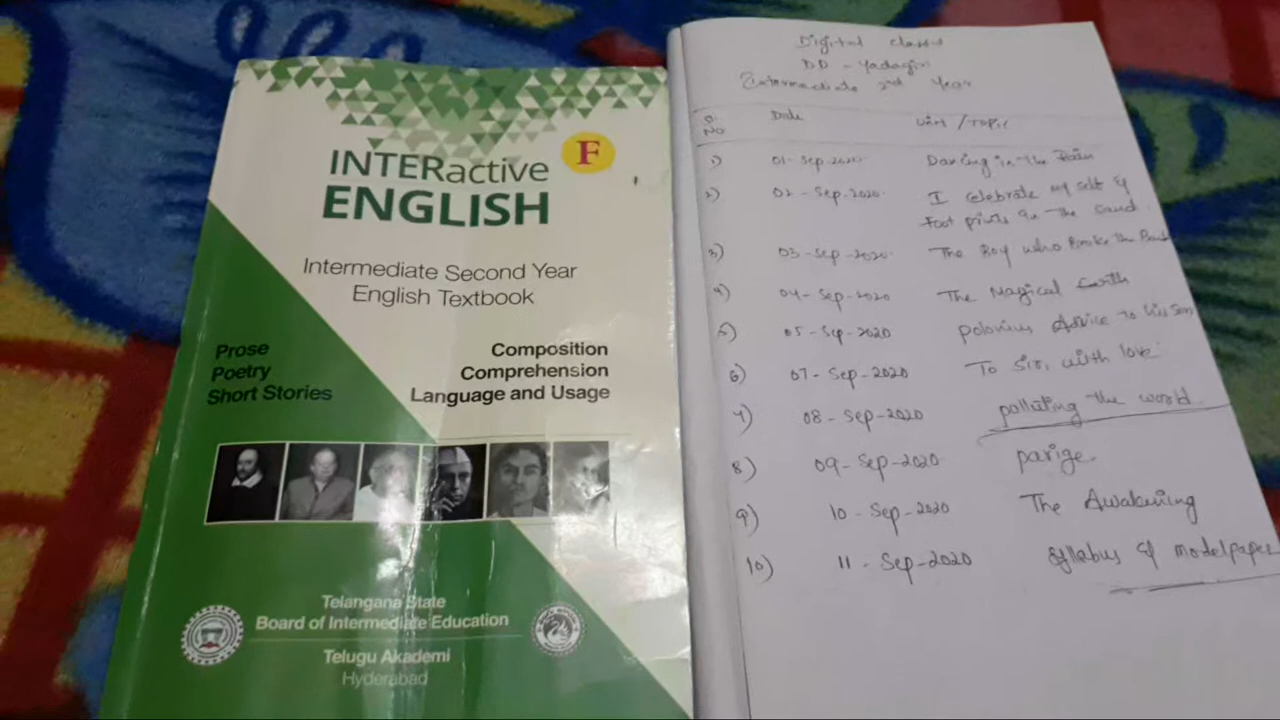 INTERactive
F
ENGLISH
Intermediate Second Year
English Textbook
Prose
Poetry
Short Stories
Composition
Comprehension
Language and Usage
Telangana State
Board of Intermediate Education
Telugu Akademi
Hyderabad
Digital Classes
DD - Yadagiri
Intermediate 2nd Year
S. No Date Unit / Topic
1) 01-Sep-2020 Dancing in the Rain
2) 02-Sep-2020 I celebrate myself &
Foot prints in the Sand
3) 03-Sep-2020 The Boy who Broke the Bank
4) 04-Sep-2020 The Magical Earth
5) 05-Sep-2020 polonius Advice to his son
6) 07-Sep-2020 To Sir, with love
7) 08-Sep-2020 polluting the world
8) 09-Sep-2020 parige
9) 10-Sep-2020 The Awakening
10) 11-Sep-2020 Syllabus & modelpaper